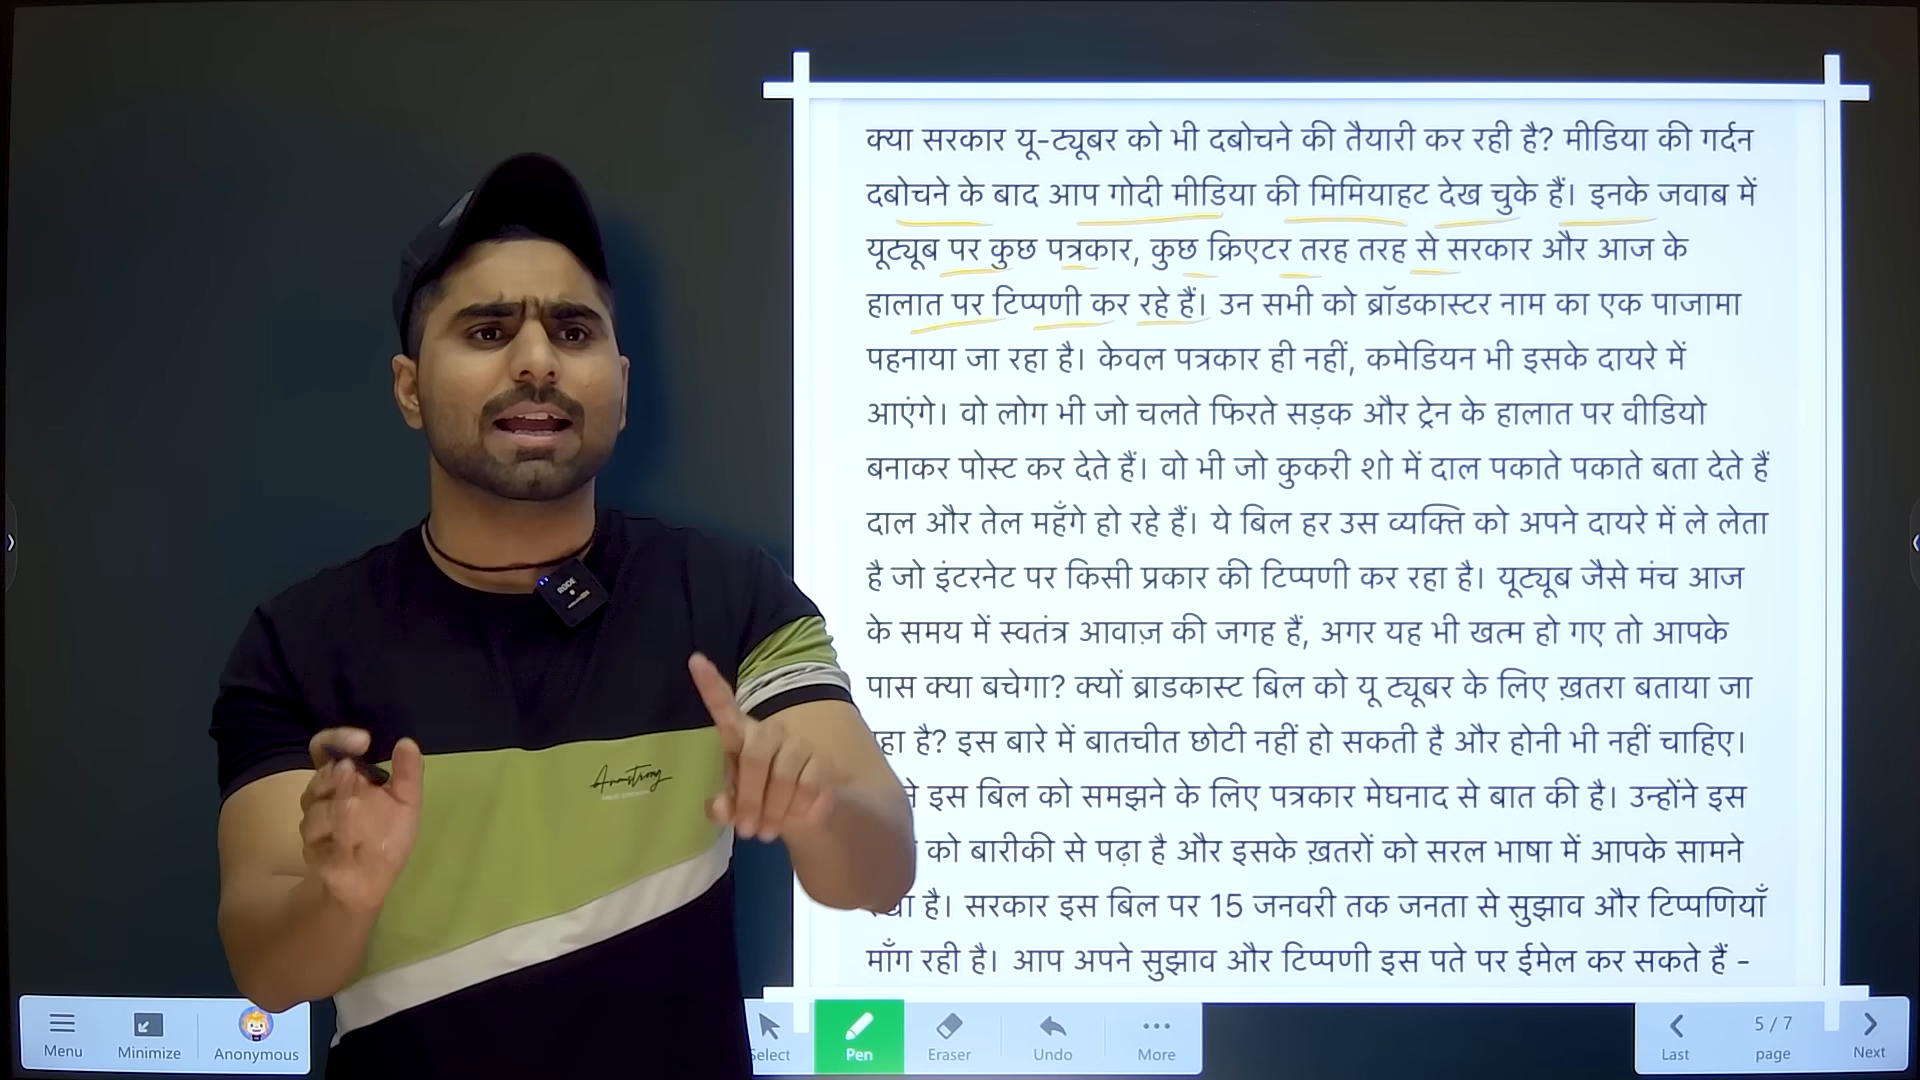 क्या सरकार यू-ट्यूबर को भी दबोचने की तैयारी कर रही है? मीडिया की गर्दन
दबोचने के बाद आप गोदी मीडिया की मिमियाहट देख चुके हैं। इनके जवाब में
यूट्यूब पर कुछ पत्रकार, कुछ क्रिएटर तरह तरह से सरकार और आज के
हालात पर टिप्पणी कर रहे हैं। उन सभी को ब्रॉडकास्टर नाम का एक पाजामा
पहनाया जा रहा है। केवल पत्रकार ही नहीं, कमेडियन भी इसके दायरे में
आएंगे। वो लोग भी जो चलते फिरते सड़क और ट्रेन के हालात पर वीडियो
बनाकर पोस्ट कर देते हैं। वो भी जो कुकरी शो में दाल पकाते पकाते बता देते हैं
दाल और तेल महँगे हो रहे हैं। ये बिल हर उस व्यक्ति को अपने दायरे में ले लेता
है जो इंटरनेट पर किसी प्रकार की टिप्पणी कर रहा है। यूट्यूब जैसे मंच आज
के समय में स्वतंत्र आवाज़ की जगह हैं, अगर यह भी खत्म हो गए तो आपके
पास क्या बचेगा? क्यों ब्राडकास्ट बिल को यू ट्यूबर के लिए ख़तरा बताया जा
है? इस बारे में बातचीत छोटी नहीं हो सकती है और होनी भी नहीं चाहिए।
इस बिल को समझने के लिए पत्रकार मेघनाद से बात की है। उन्होंने इस
को बारीकी से पढ़ा है और इसके ख़तरों को सरल भाषा में आपके सामने
है। सरकार इस बिल पर 15 जनवरी तक जनता से सुझाव और टिप्पणियाँ
माँग रही है। आप अपने सुझाव और टिप्पणी इस पते पर ईमेल कर सकते हैं -
RODE
Armstrong
Menu
Minimize
Anonymous
Select
Pen
Eraser
Undo
More
Last
5 / 7
page
Next